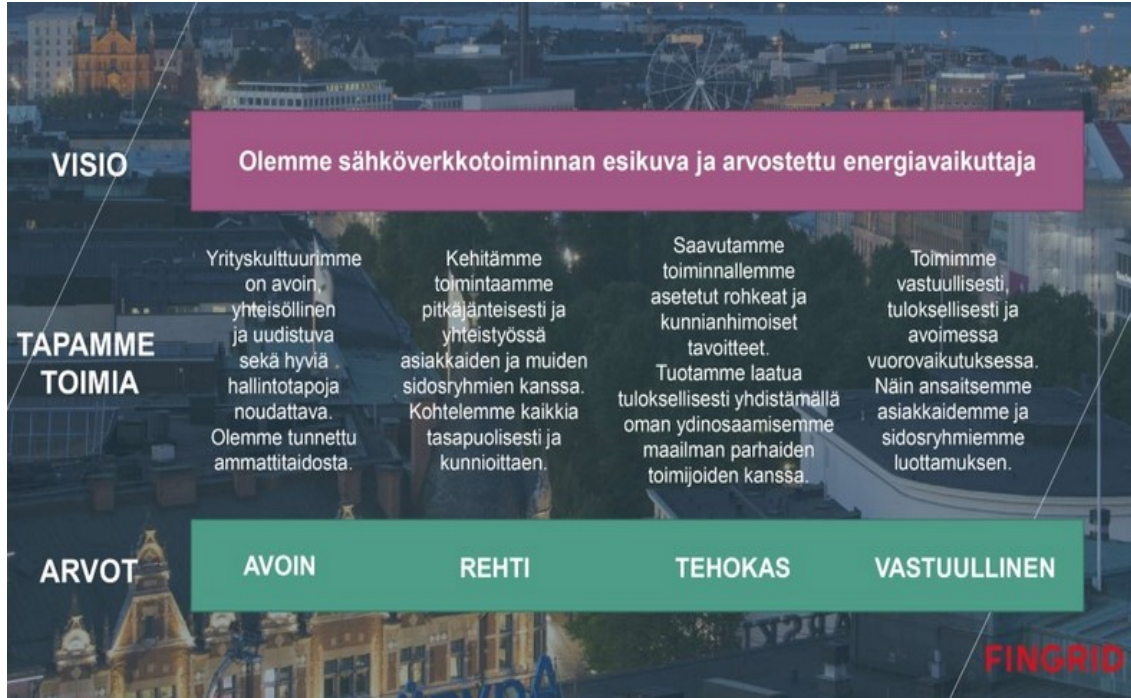 VISIO
Olemme sähköverkkotoiminnan esikuva ja arvostettu energiavaikuttaja
TAPAMME
TOIMIA
Yrityskulttuurimme
on avoin,
yhteisöllinen
ja uudistuva
sekä hyviä
hallintotapoja
noudattava.
Olemme tunnettu
ammattitaidosta.
Kehitämme
toimintaamme
pitkäjänteisesti ja
yhteistyössä
asiakkaiden ja muiden
sidosryhmien kanssa.
Kohtelemme kaikkia
tasapuolisesti ja
kunnioittaen.
Saavutamme
toiminnallemme
asetetut rohkeat ja
kunnianhimoiset
tavoitteet.
Tuotamme laatua
tuloksellisesti yhdistämällä
oman ydinosaamisemme
maailman parhaiden
toimijoiden kanssa.
Toimimme
vastuullisesti,
tuloksellisesti ja
avoimessa
vuorovaikutuksessa.
Näin ansaitsemme
asiakkaidemme ja
sidosryhmiemme
luottamuksen.
ARVOT
AVOIN
REHTI
TEHOKAS
VASTUULLINEN
FINGRID